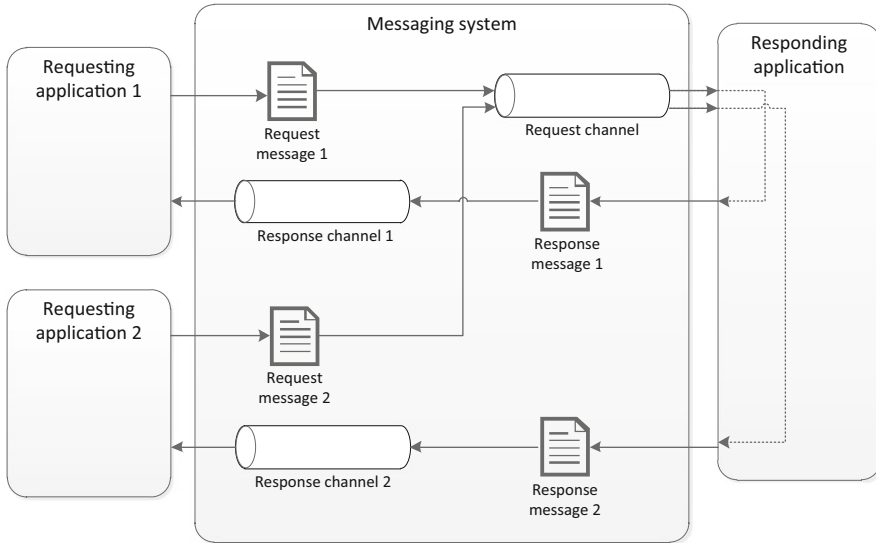 Messaging system
Requesting
application 1
Responding
application
Request
message 1
Request channel
Response channel 1
Response
message 1
Requesting
application 2
Request
message 2
Response channel 2
Response
message 2